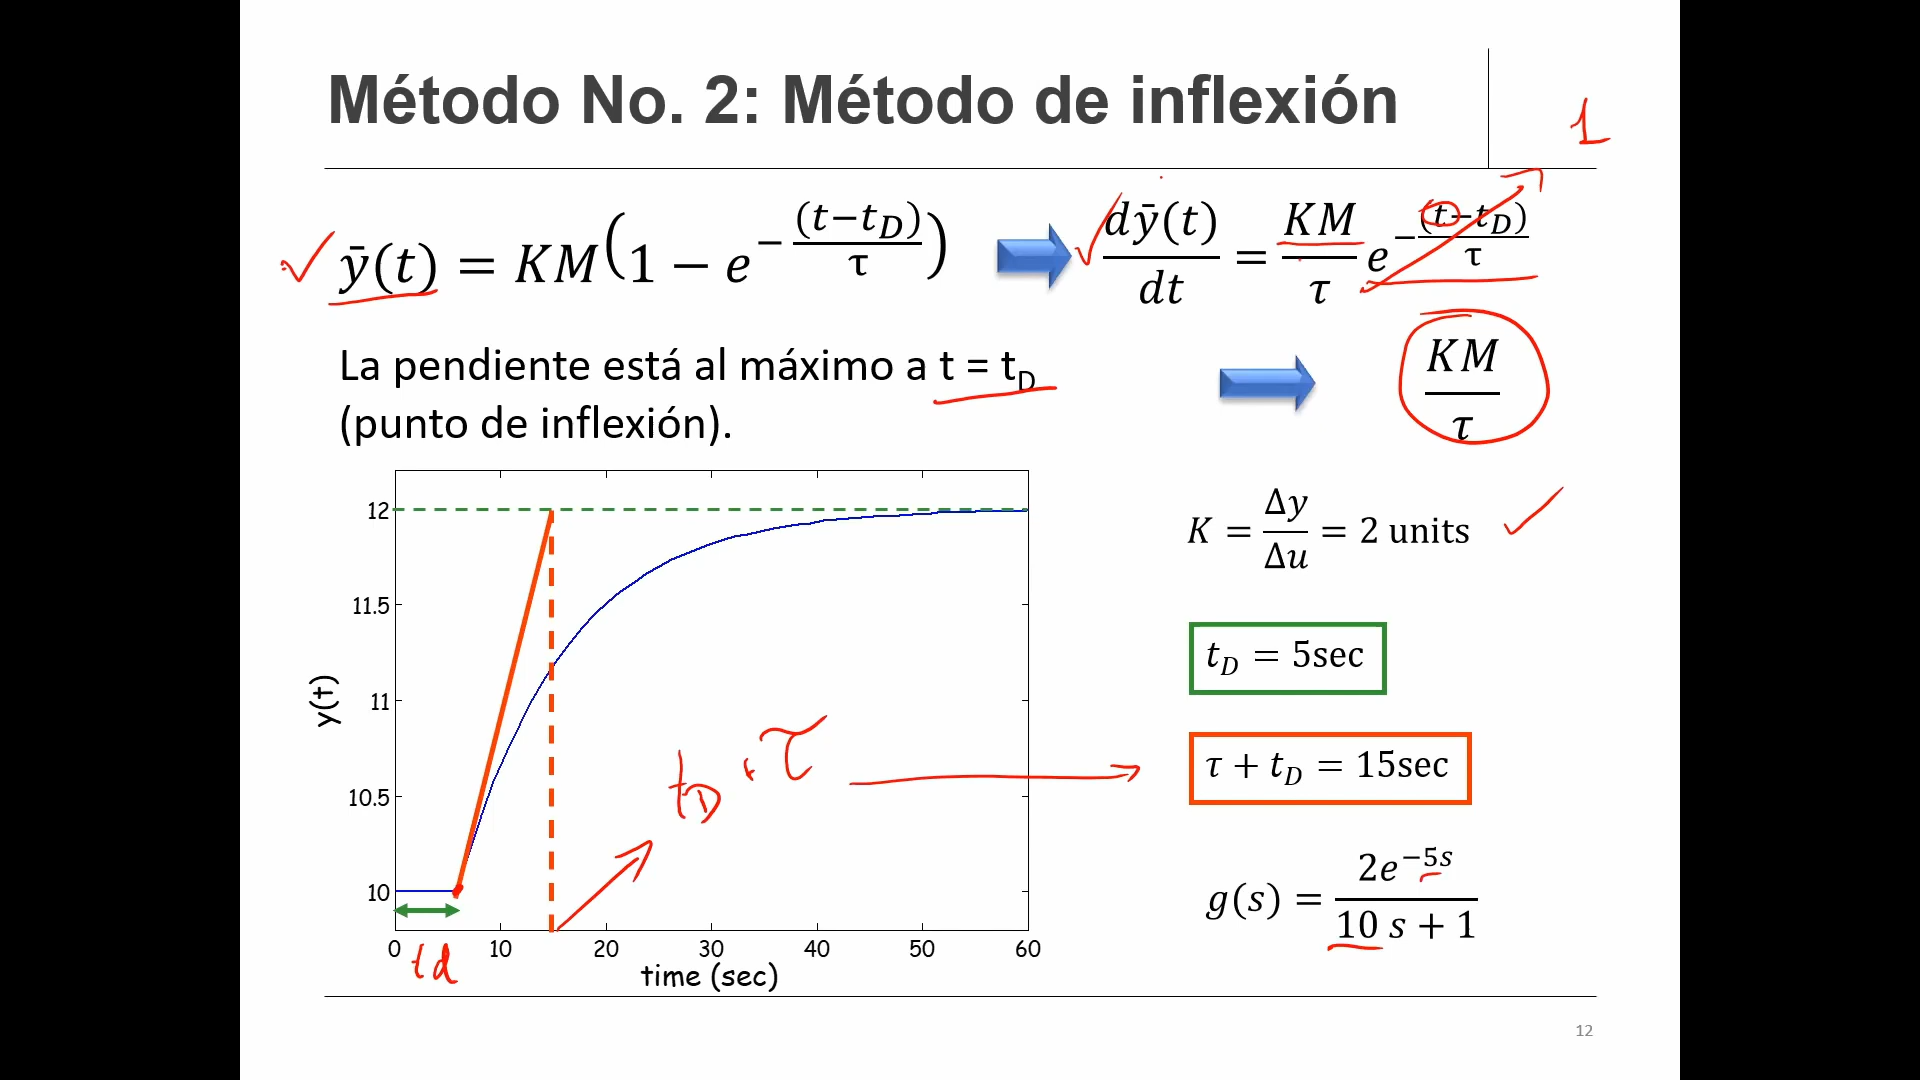 Método No. 2: Método de inflexión
1
ȳ(t) = KM(1 − e^−(t−t_D)/τ)
dȳ(t)/dt = KM/τ e^−(t−t_D)/τ
La pendiente está al máximo a t = t_D
(punto de inflexión).
KM/τ
K = Δy/Δu = 2 units
t_D = 5sec
τ + t_D = 15sec
g(s) = 2e^−5s/10 s + 1
12
11.5
11
10.5
10
y(t)
t_D + τ
0 10 20 30 40 50 60
td
time (sec)
12